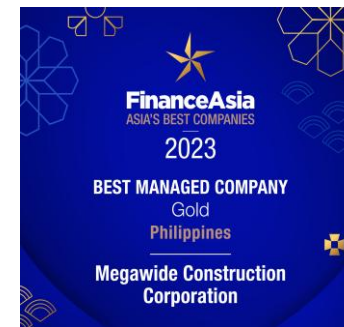 FinanceAsia
ASIA'S BEST COMPANIES
2023
BEST MANAGED COMPANY
Gold
Philippines
Megawide Construction
Corporation